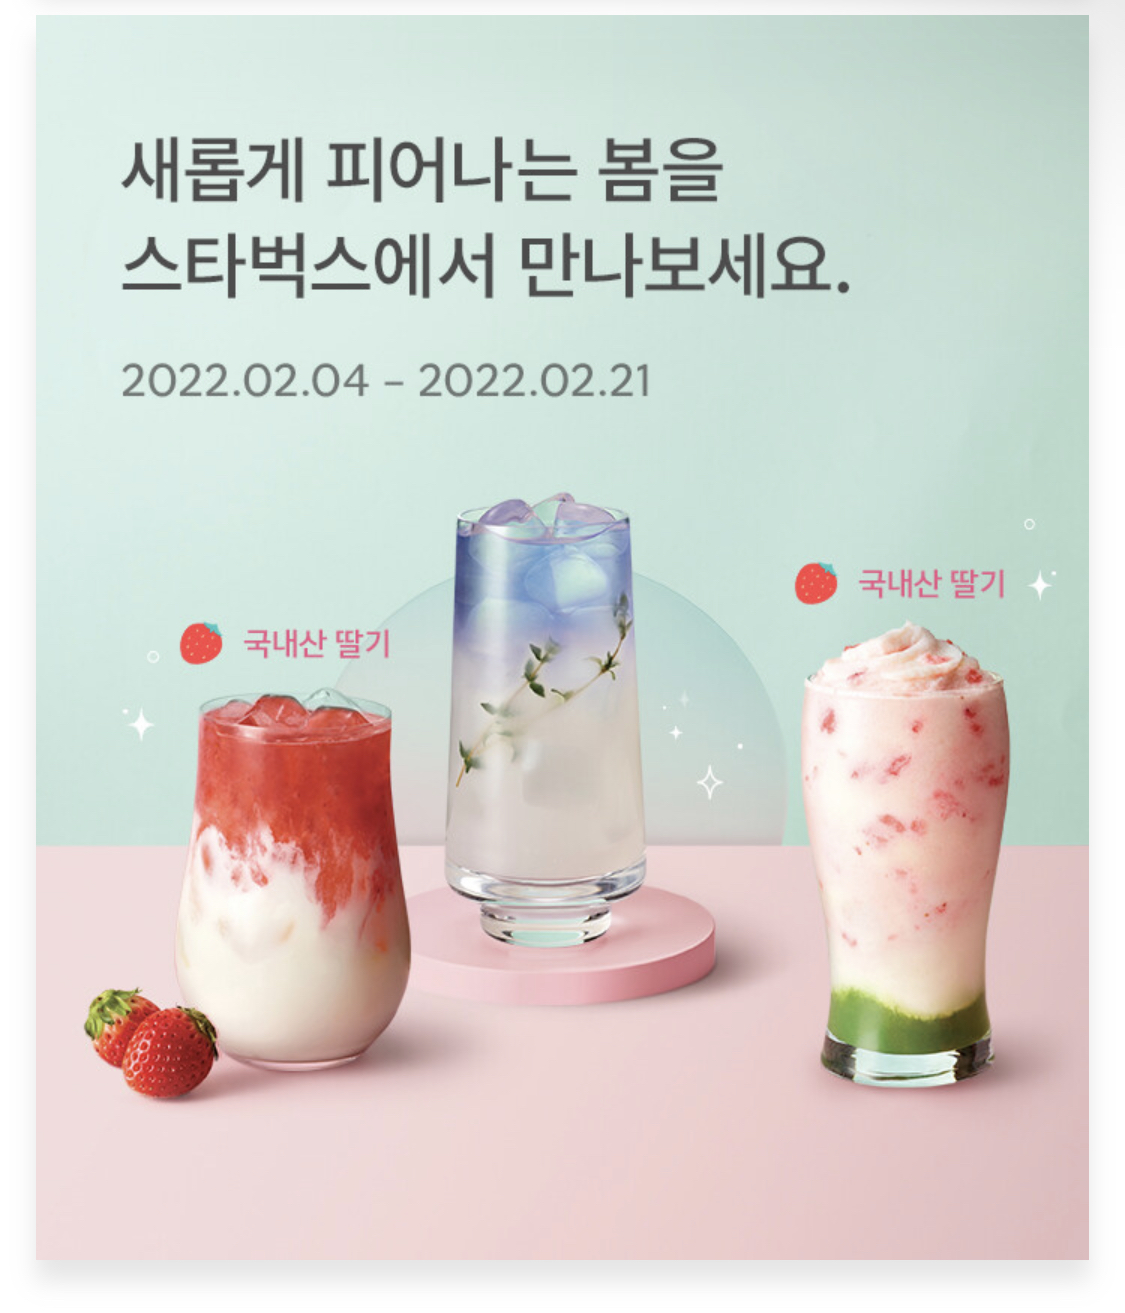 새롭게 피어나는 봄을
스타벅스에서 만나보세요.
2022.02.04 – 2022.02.21
국내산 딸기
국내산 딸기